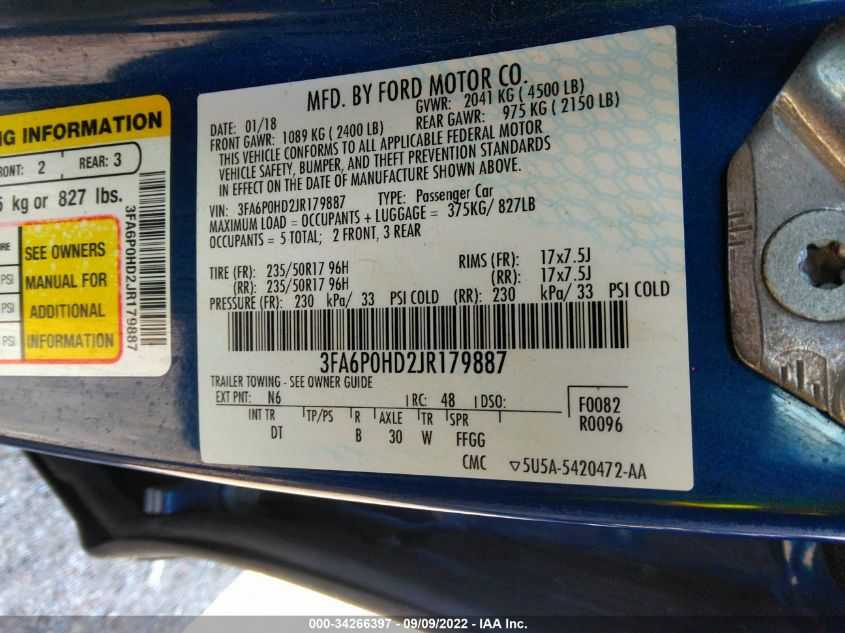 NG INFORMATION
RONT: 2 REAR: 3
5 kg or 827 lbs.
SEE OWNERS
MANUAL FOR
ADDITIONAL
INFORMATION
PSI
PSI
PSI
3FA6P0HD2JR179887
MFD. BY FORD MOTOR CO.
DATE: 01/18 GVWR: 2041 KG ( 4500 LB)
FRONT GAWR: 1089 KG ( 2400 LB) REAR GAWR: 975 KG ( 2150 LB)
THIS VEHICLE CONFORMS TO ALL APPLICABLE FEDERAL MOTOR
VEHICLE SAFETY, BUMPER, AND THEFT PREVENTION STANDARDS
IN EFFECT ON THE DATE OF MANUFACTURE SHOWN ABOVE.
VIN: 3FA6P0HD2JR179887 TYPE: Passenger Car
MAXIMUM LOAD = OCCUPANTS + LUGGAGE = 375KG/ 827LB
OCCUPANTS = 5 TOTAL; 2 FRONT, 3 REAR
TIRE (FR): 235/50R17 96H RIMS (FR): 17x7.5J
(RR): 235/50R17 96H (RR): 17x7.5J
PRESSURE (FR): 230 kPa/ 33 PSI COLD (RR): 230 kPa/ 33 PSI COLD
3FA6P0HD2JR179887
TRAILER TOWING - SEE OWNER GUIDE
EXT PNT: N6 RC: 48 DSO:
F0082
R0096
INT TR TP/PS R AXLE TR SPR
DT B 30 W FFGG
CMC ▽5U5A-5420472-AA
000-34266397 - 09/09/2022 - IAA Inc.